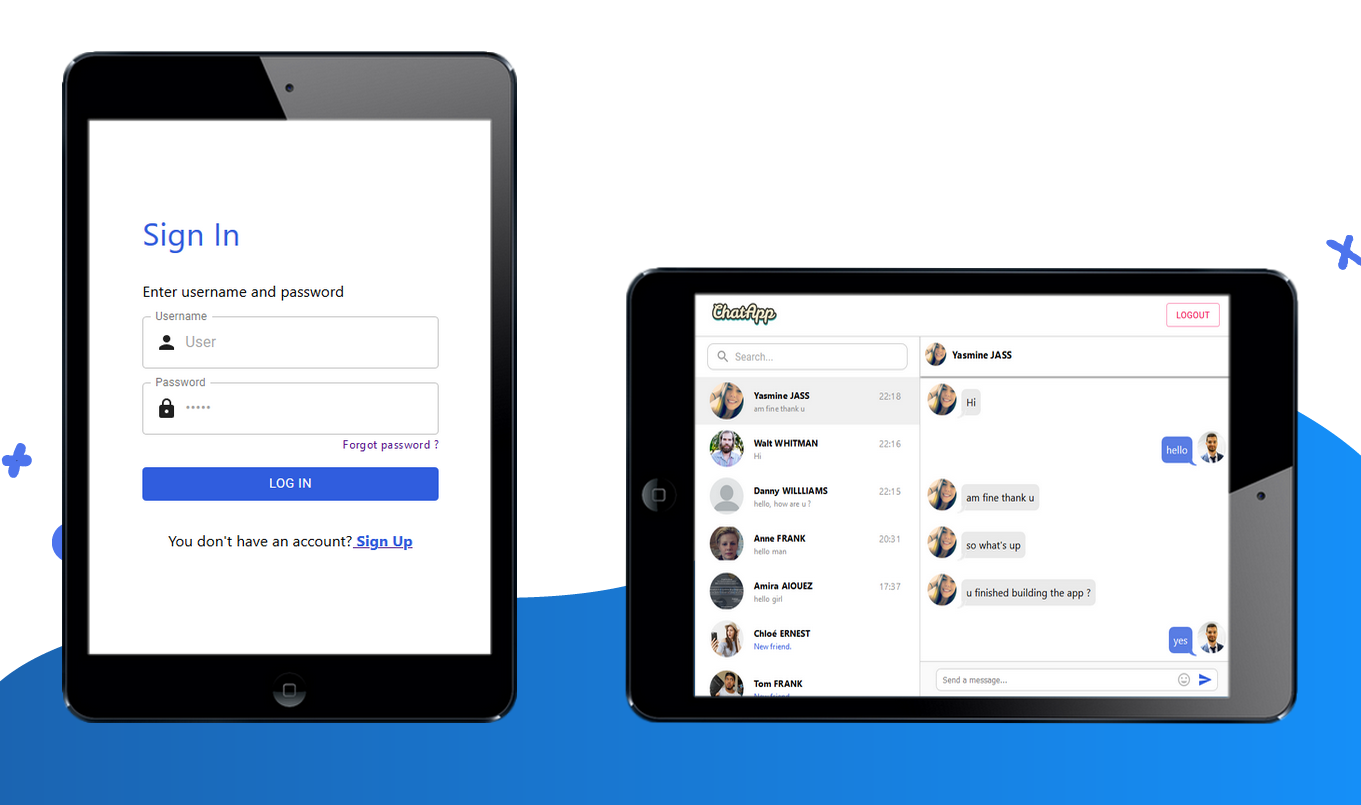 Sign In
Enter username and password
Username
User
Password
Forgot password ?
LOG IN
You don't have an account? Sign Up
ChatApp
LOGOUT
Search...
Yasmine JASS
22:18
am fine thank u
Walt WHITMAN
22:16
Hi
Danny WILLLIAMS
22:15
hello, how are u ?
Anne FRANK
20:31
hello man
Amira AIOUEZ
17:37
hello girl
Chloé ERNEST
New friend.
Tom FRANK
New friend.
Yasmine JASS
Hi
hello
am fine thank u
so what's up
u finished building the app ?
yes
Send a message...